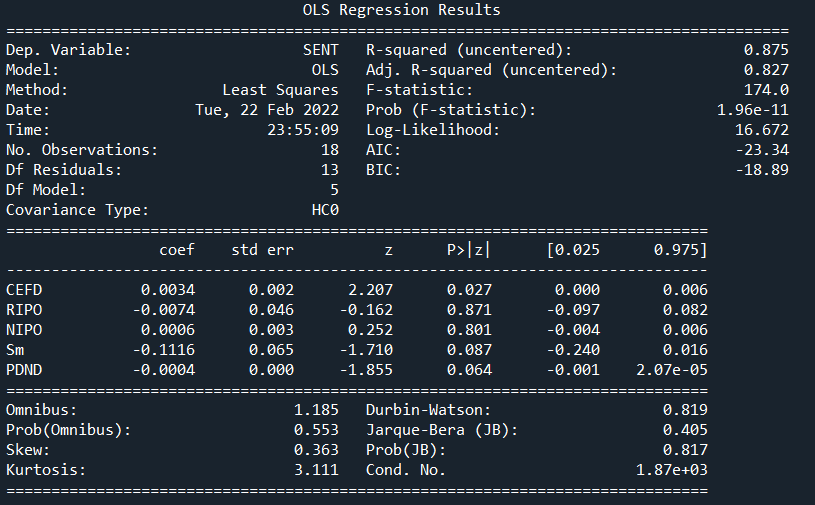 OLS Regression Results
==============================================================================
Dep. Variable: SENT R-squared (uncentered): 0.875
Model: OLS Adj. R-squared (uncentered): 0.827
Method: Least Squares F-statistic: 174.0
Date: Tue, 22 Feb 2022 Prob (F-statistic): 1.96e-11
Time: 23:55:09 Log-Likelihood: 16.672
No. Observations: 18 AIC: -23.34
Df Residuals: 13 BIC: -18.89
Df Model: 5
Covariance Type: HC0
==============================================================================
coef std err z P>|z| [0.025 0.975]
------------------------------------------------------------------------------
CEFD 0.0034 0.002 2.207 0.027 0.000 0.006
RIPO -0.0074 0.046 -0.162 0.871 -0.097 0.082
NIPO 0.0006 0.003 0.252 0.801 -0.004 0.006
Sm -0.1116 0.065 -1.710 0.087 -0.240 0.016
PDND -0.0004 0.000 -1.855 0.064 -0.001 2.07e-05
==============================================================================
Omnibus: 1.185 Durbin-Watson: 0.819
Prob(Omnibus): 0.553 Jarque-Bera (JB): 0.405
Skew: 0.363 Prob(JB): 0.817
Kurtosis: 3.111 Cond. No. 1.87e+03
==============================================================================